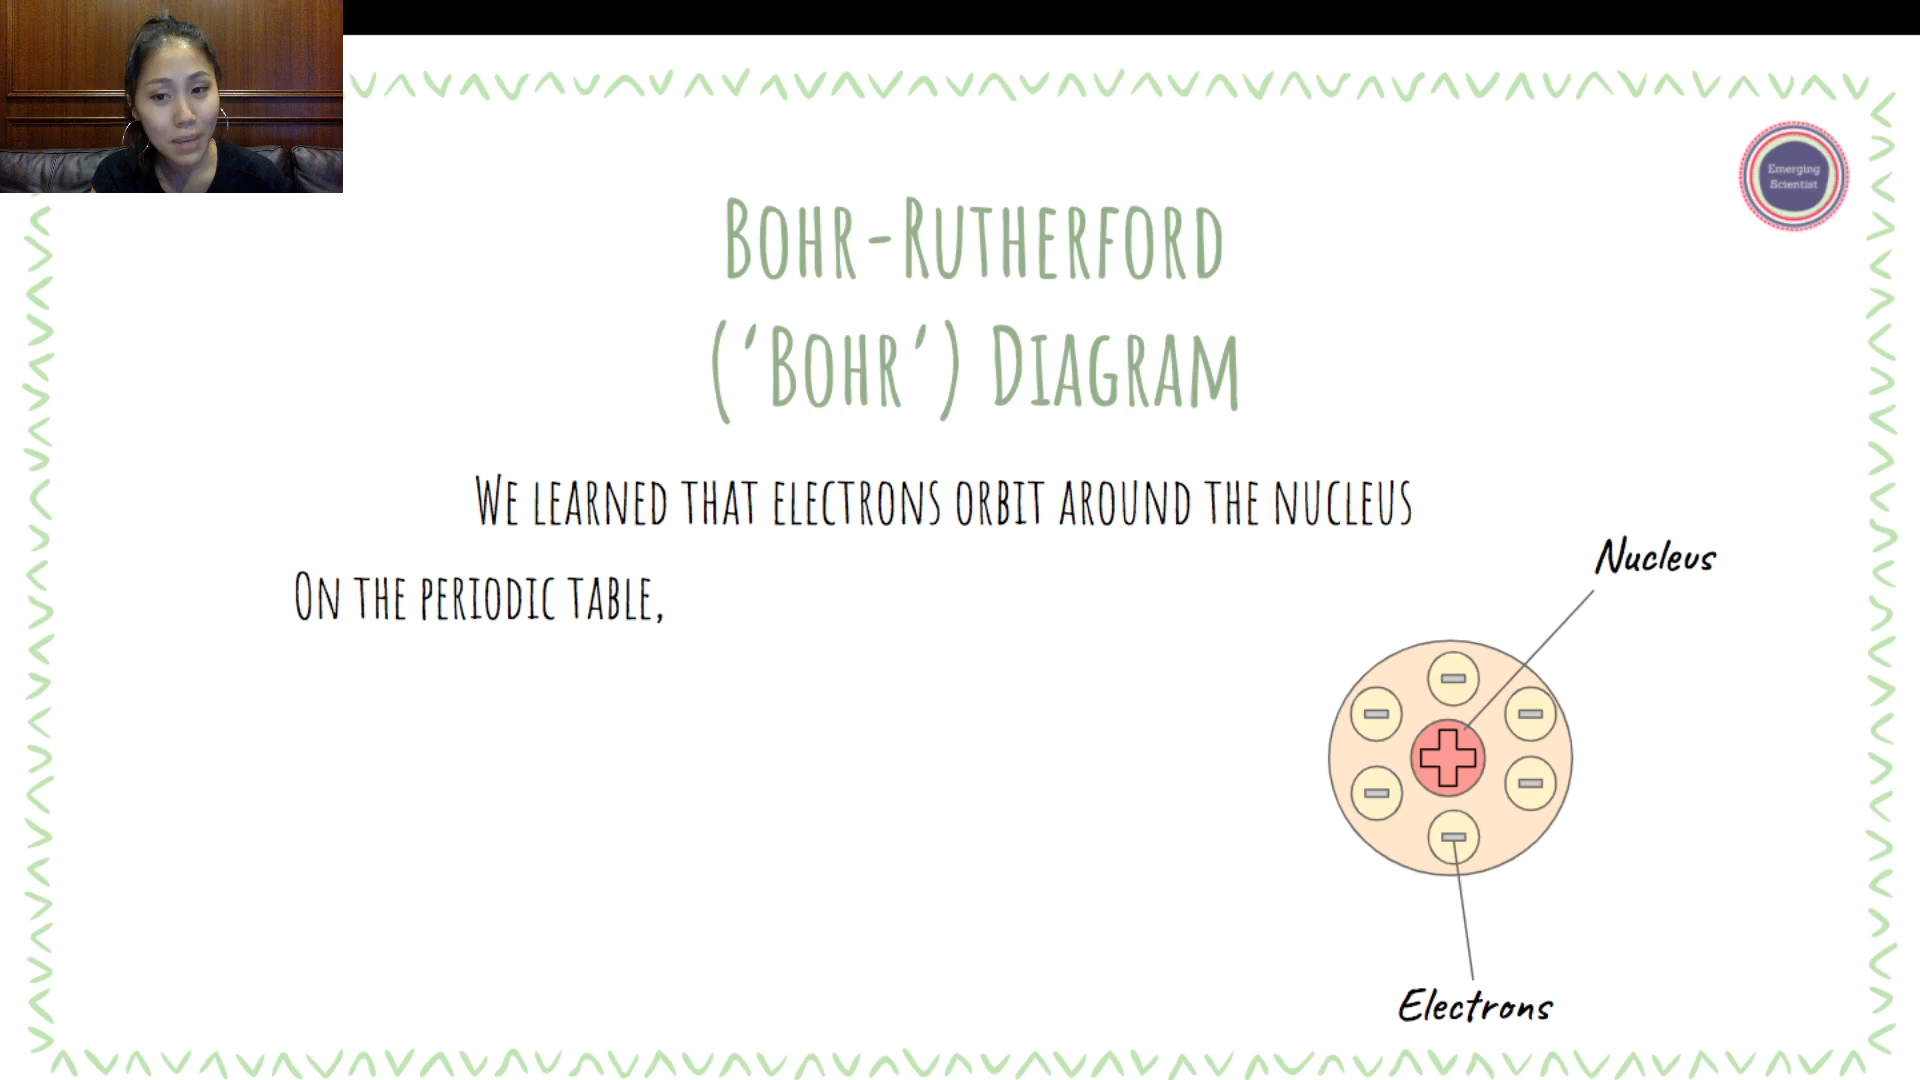 Emerging
Scientist
BOHR-RUTHERFORD
('BOHR') DIAGRAM
WE LEARNED THAT ELECTRONS ORBIT AROUND THE NUCLEUS
ON THE PERIODIC TABLE,
Nucleus
Electrons